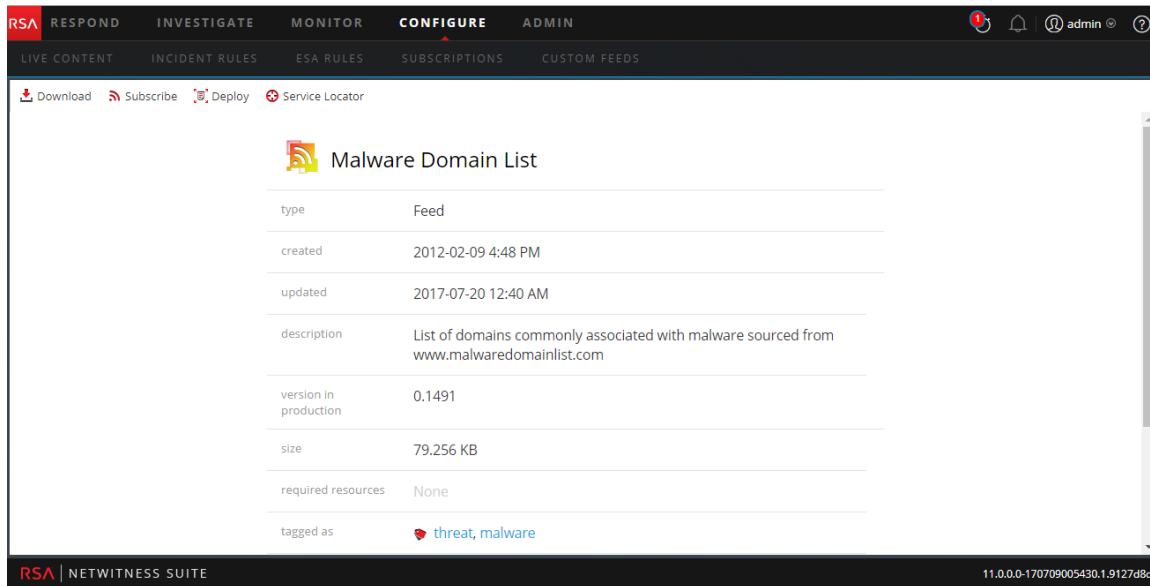 RSA RESPOND INVESTIGATE MONITOR CONFIGURE ADMIN 1 admin ?
LIVE CONTENT INCIDENT RULES ESA RULES SUBSCRIPTIONS CUSTOM FEEDS
Download Subscribe Deploy Service Locator
Malware Domain List
type Feed
created 2012-02-09 4:48 PM
updated 2017-07-20 12:40 AM
description List of domains commonly associated with malware sourced from
www.malwaredomainlist.com
version in
production 0.1491
size 79.256 KB
required resources None
tagged as threat, malware
RSA NETWITNESS SUITE 11.0.0.0-170709005430.1.9127d8c